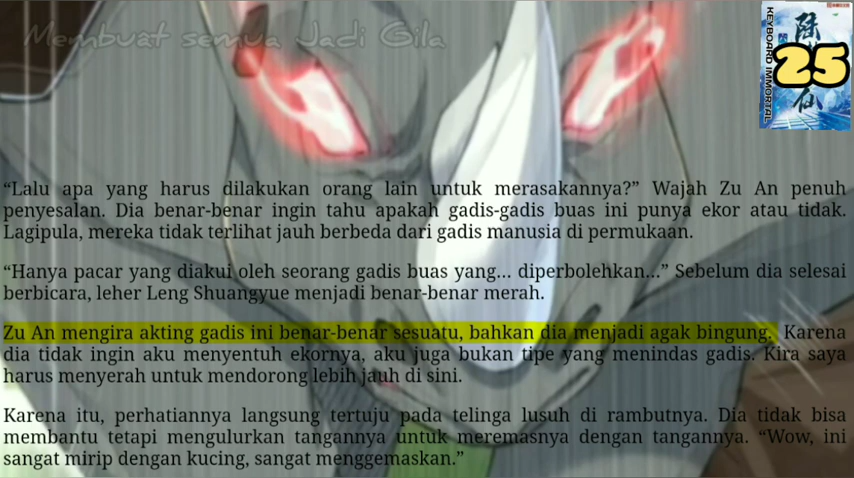 Membuat semua Jadi Gila
KEYBOARD IMMORTAL
25
“Lalu apa yang harus dilakukan orang lain untuk merasakannya?” Wajah Zu An penuh
penyesalan. Dia benar-benar ingin tahu apakah gadis-gadis buas ini punya ekor atau tidak.
Lagipula, mereka tidak terlihat jauh berbeda dari gadis manusia di permukaan.
“Hanya pacar yang diakui oleh seorang gadis buas yang... diperbolehkan...” Sebelum dia selesai
berbicara, leher Leng Shuangyue menjadi benar-benar merah.
Zu An mengira akting gadis ini benar-benar sesuatu, bahkan dia menjadi agak bingung. Karena
dia tidak ingin aku menyentuh ekornya, aku juga bukan tipe yang menindas gadis. Kira saya
harus menyerah untuk mendorong lebih jauh di sini.
Karena itu, perhatiannya langsung tertuju pada telinga lusuh di rambutnya. Dia tidak bisa
membantu tetapi mengulurkan tangannya untuk meremasnya dengan tangannya. “Wow, ini
sangat mirip dengan kucing, sangat menggemaskan.”